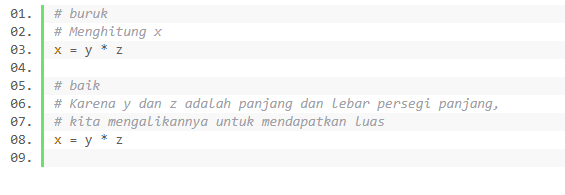 01. # buruk
02. # Menghitung x
03. x = y * z
04.
05. # baik
06. # Karena y dan z adalah panjang dan lebar persegi panjang,
07. # kita mengalikannya untuk mendapatkan luas
08. x = y * z
09.